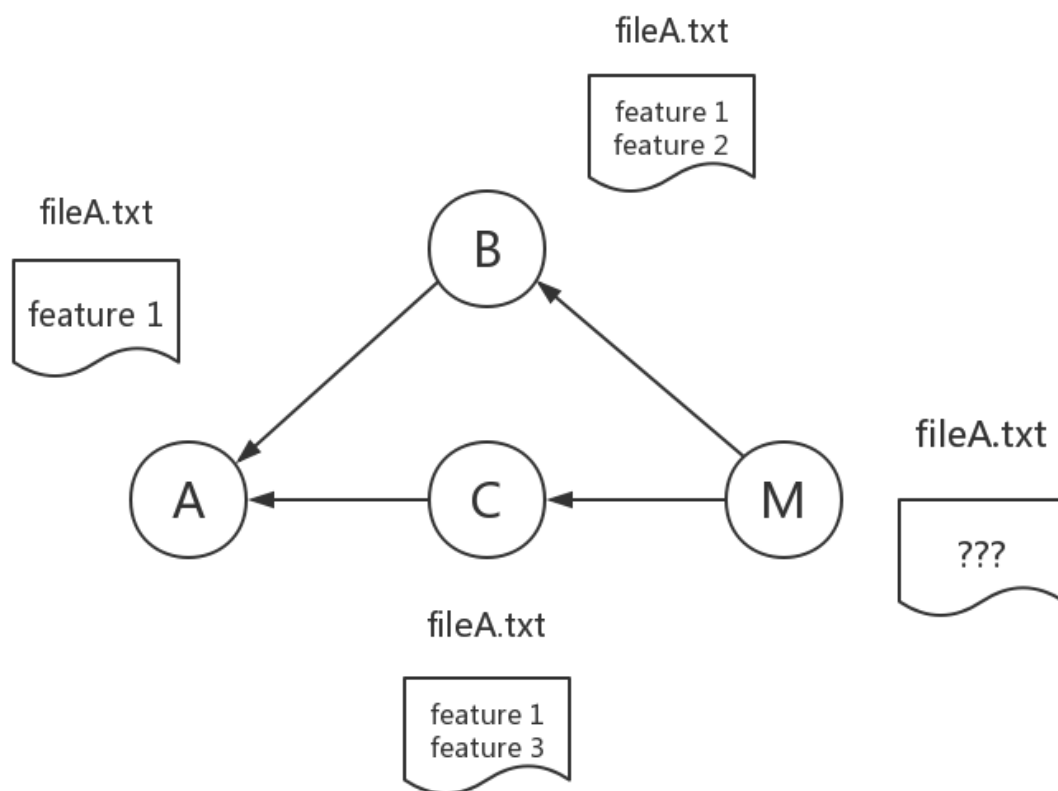 fileA.txt
feature 1
feature 2
fileA.txt
feature 1
B
A
C
M
fileA.txt
???
fileA.txt
feature 1
feature 3